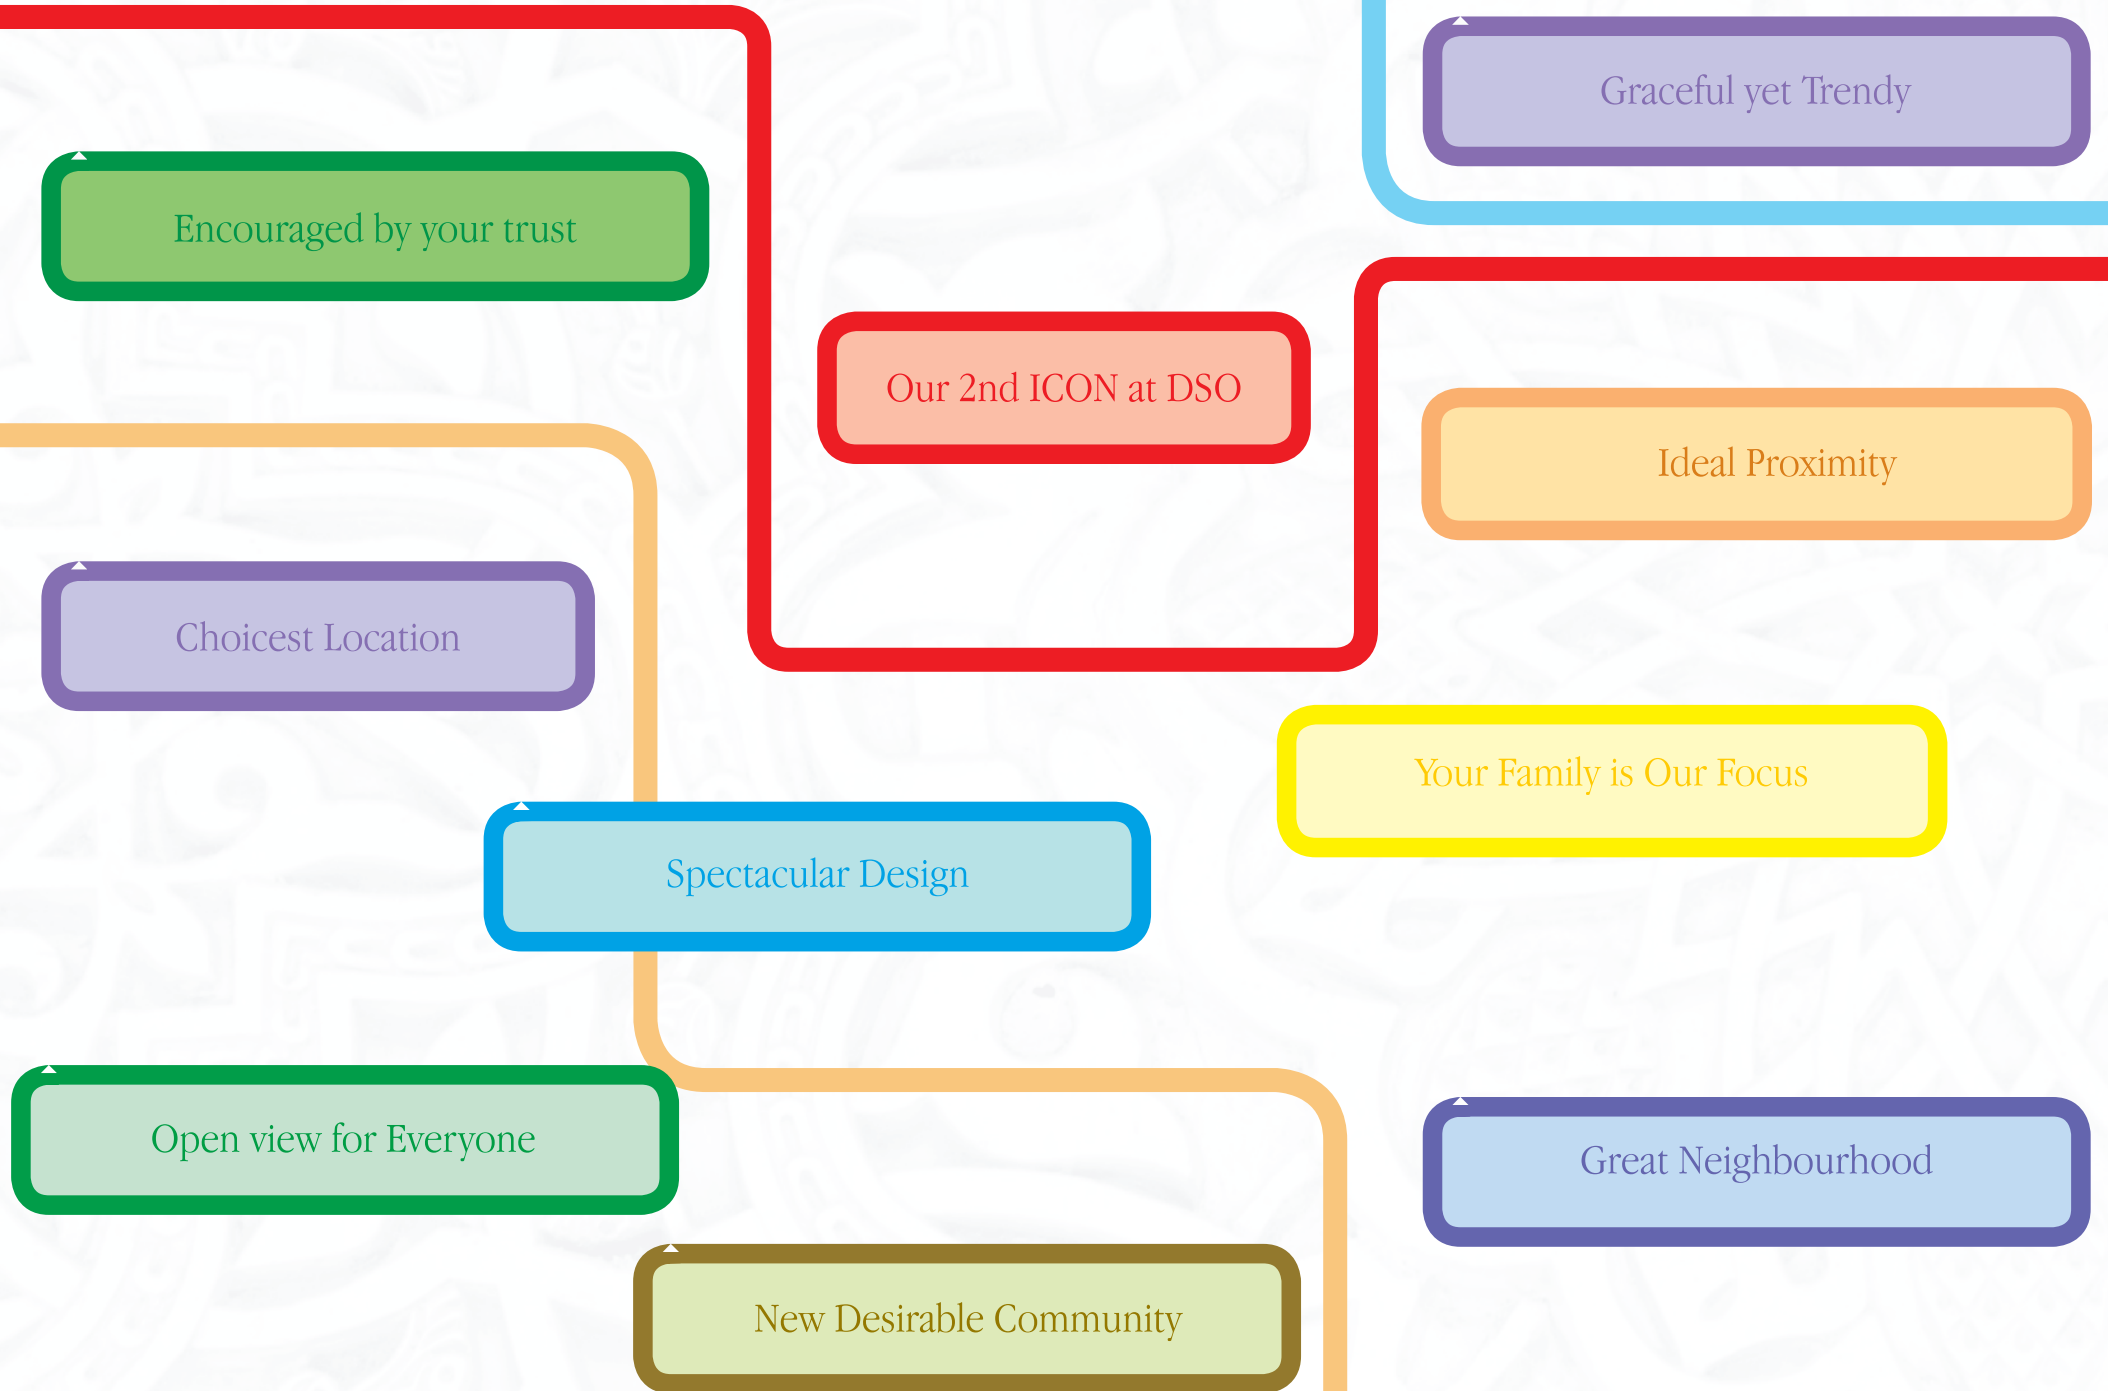 Graceful yet Trendy
Encouraged by your trust
Our 2nd ICON at DSO
Ideal Proximity
Choicest Location
Your Family is Our Focus
Spectacular Design
Open view for Everyone
Great Neighbourhood
New Desirable Community